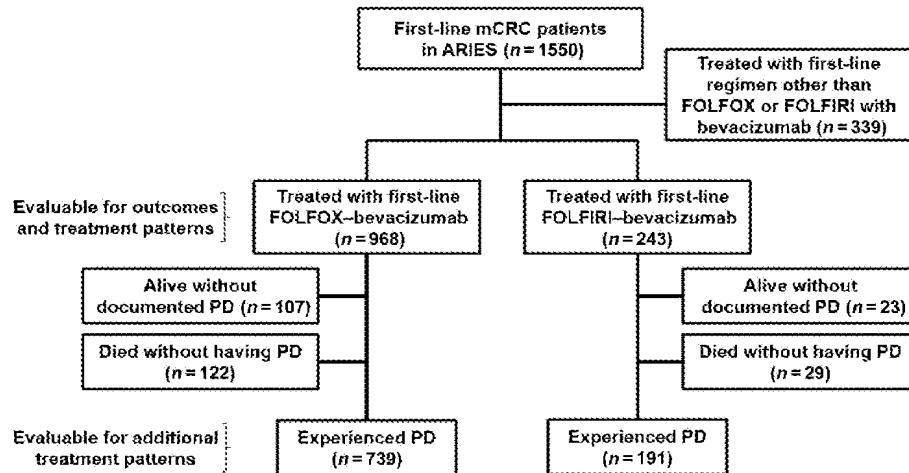 First-line mCRC patients
in ARIES (n = 1550)
Treated with first-line
regimen other than
FOLFOX or FOLFIRI with
bevacizumab (n = 339)
Evaluable for outcomes
and treatment patterns
Treated with first-line
FOLFOX–bevacizumab
(n = 968)
Treated with first-line
FOLFIRI–bevacizumab
(n = 243)
Alive without
documented PD (n = 107)
Alive without
documented PD (n = 23)
Died without having PD
(n = 122)
Died without having PD
(n = 29)
Evaluable for additional
treatment patterns
Experienced PD
(n = 739)
Experienced PD
(n = 191)